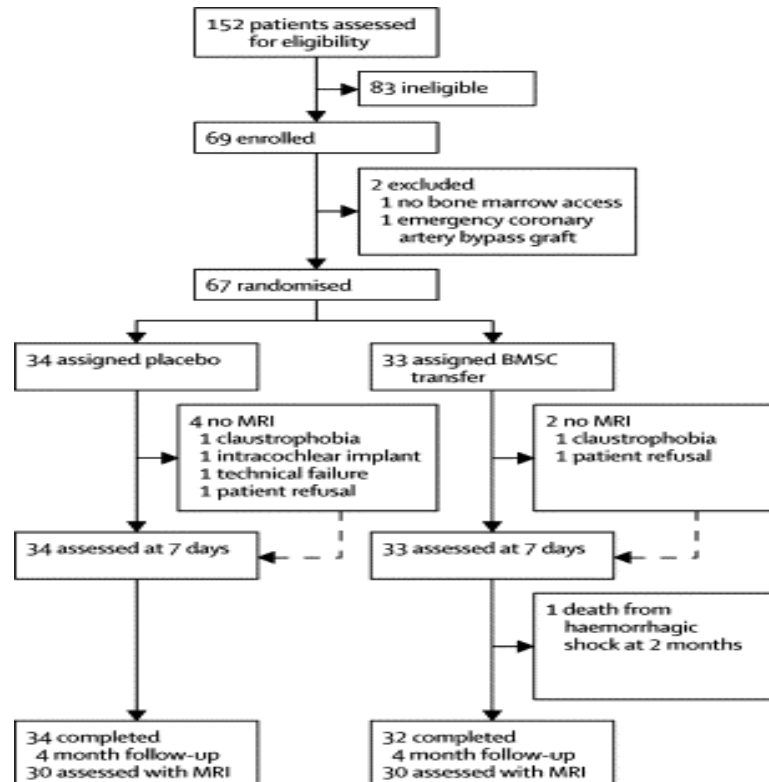 152 patients assessed
for eligibility
83 ineligible
69 enrolled
2 excluded
1 no bone marrow access
1 emergency coronary
artery bypass graft
67 randomised
34 assigned placebo
33 assigned BMSC
transfer
4 no MRI
1 claustrophobia
1 intracochlear implant
1 technical failure
1 patient refusal
2 no MRI
1 claustrophobia
1 patient refusal
34 assessed at 7 days
33 assessed at 7 days
1 death from
haemorrhagic
shock at 2 months
34 completed
4 month follow-up
30 assessed with MRI
32 completed
4 month follow-up
30 assessed with MRI